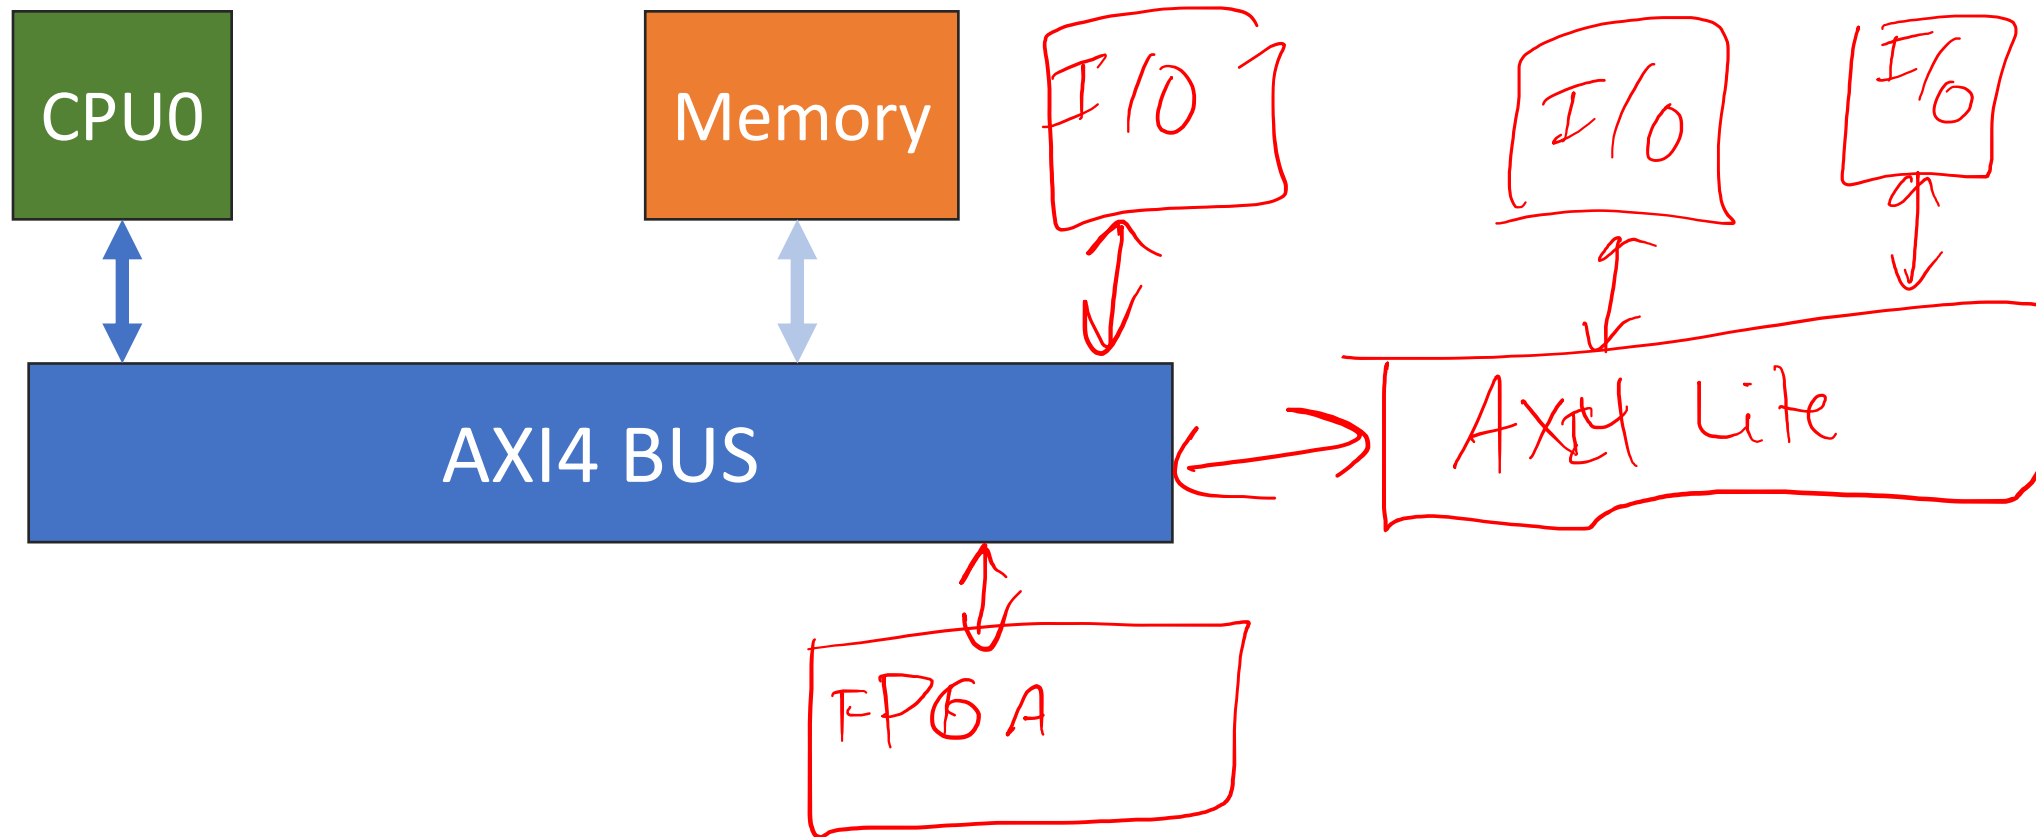 CPU0
Memory
I/O
I/O
I/O
AXI4 BUS
AXI4 Lite
FPGA